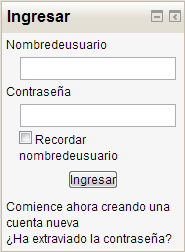 Ingresar
Nombredeusuario
Contraseña
Recordar
nombredeusuario
Ingresar
Comience ahora creando una
cuenta nueva
¿Ha extraviado la contraseña?